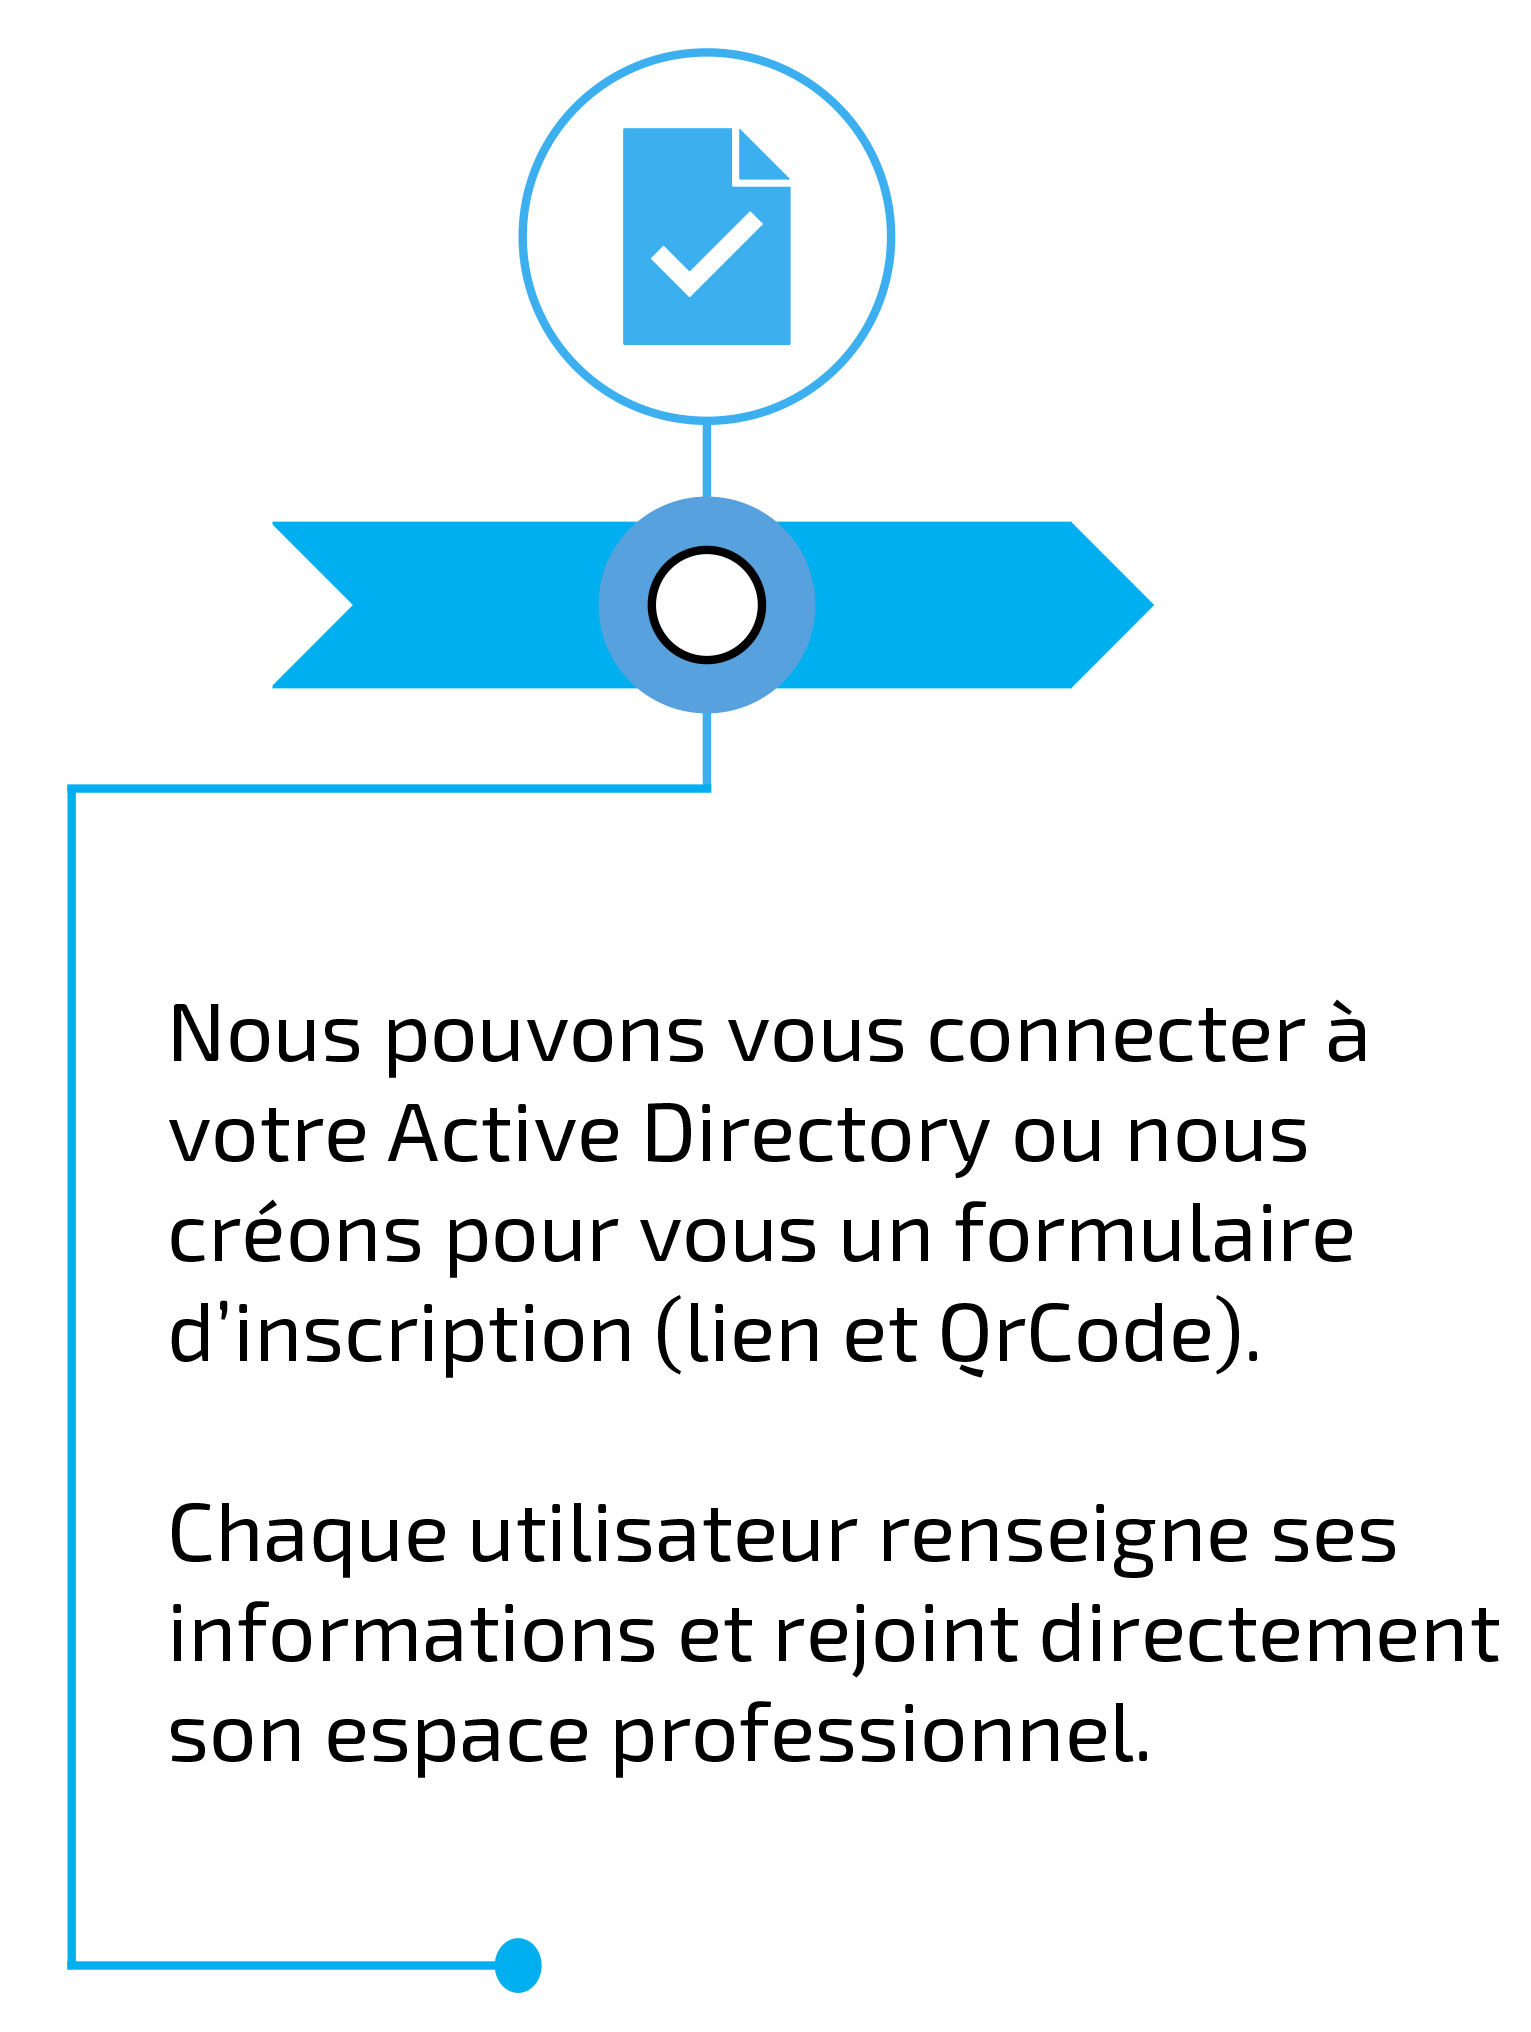 Nous pouvons vous connecter à
votre Active Directory ou nous
créons pour vous un formulaire
d’inscription (lien et QrCode).
Chaque utilisateur renseigne ses
informations et rejoint directement
son espace professionnel.